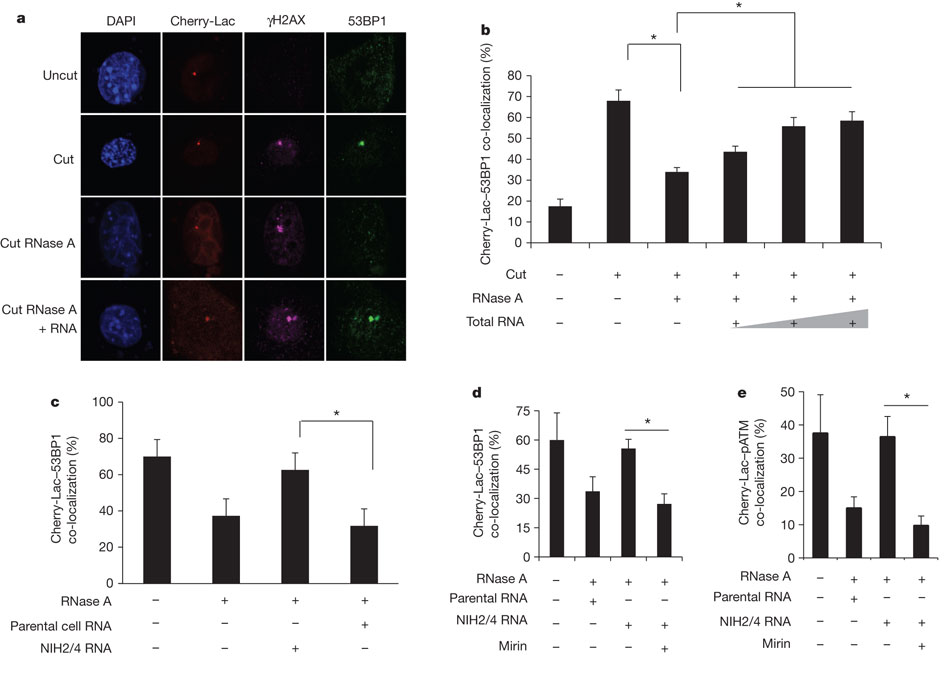 a
DAPI Cherry-Lac γH2AX 53BP1
Uncut
Cut
Cut RNase A
Cut RNase A
+ RNA
b
Cherry-Lac–53BP1 co-localization (%)
80
70
60
50
40
30
20
10
0
*
*
Cut – + + + + +
RNase A – – + + + +
Total RNA – – – + + +
c
Cherry-Lac–53BP1
co-localization (%)
100
80
60
40
20
0
*
RNase A – + + +
Parental cell RNA – – – +
NIH2/4 RNA – – + –
d
Cherry-Lac–53BP1
co-localization (%)
75
60
45
30
15
0
*
RNase A – + + +
Parental RNA – + – –
NIH2/4 RNA – – + +
Mirin – – – +
e
Cherry-Lac–pATM
co-localization (%)
50
40
30
20
10
0
*
RNase A – + + +
Parental RNA – + – –
NIH2/4 RNA – – + +
Mirin – – – +